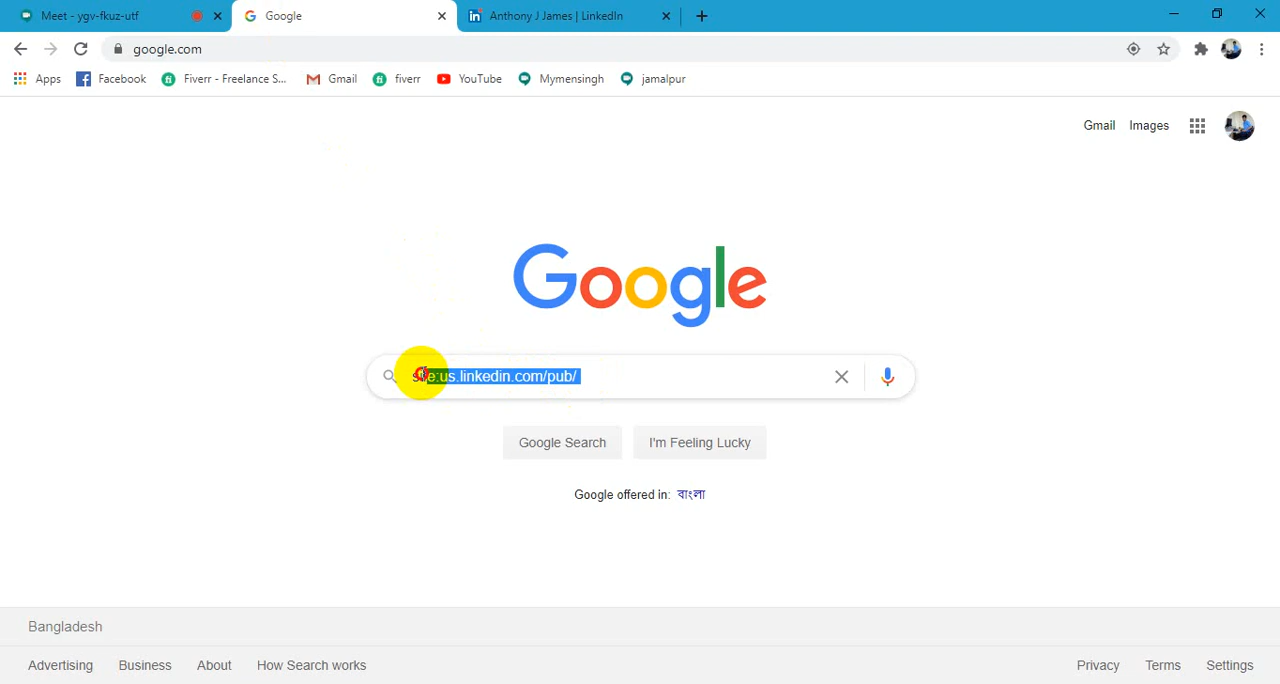 Meet - ygv-fkuz-utf
Google
Anthony J James | LinkedIn
google.com
Apps
Facebook
Fiverr - Freelance S...
Gmail
fiverr
YouTube
Mymensingh
jamalpur
Gmail
Images
Google
site:us.linkedin.com/pub/
Google Search
I'm Feeling Lucky
Google offered in: বাংলা
Bangladesh
Advertising
Business
About
How Search works
Privacy
Terms
Settings